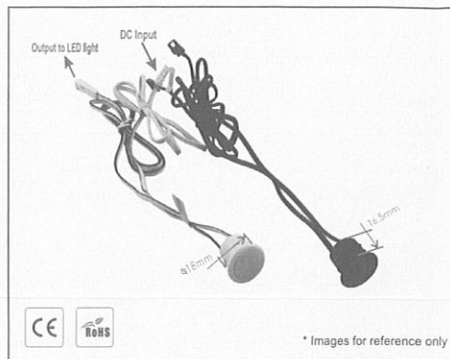 Output to LED light
DC Input
16.5mm
ø18mm
CE
RoHS
* Images for reference only